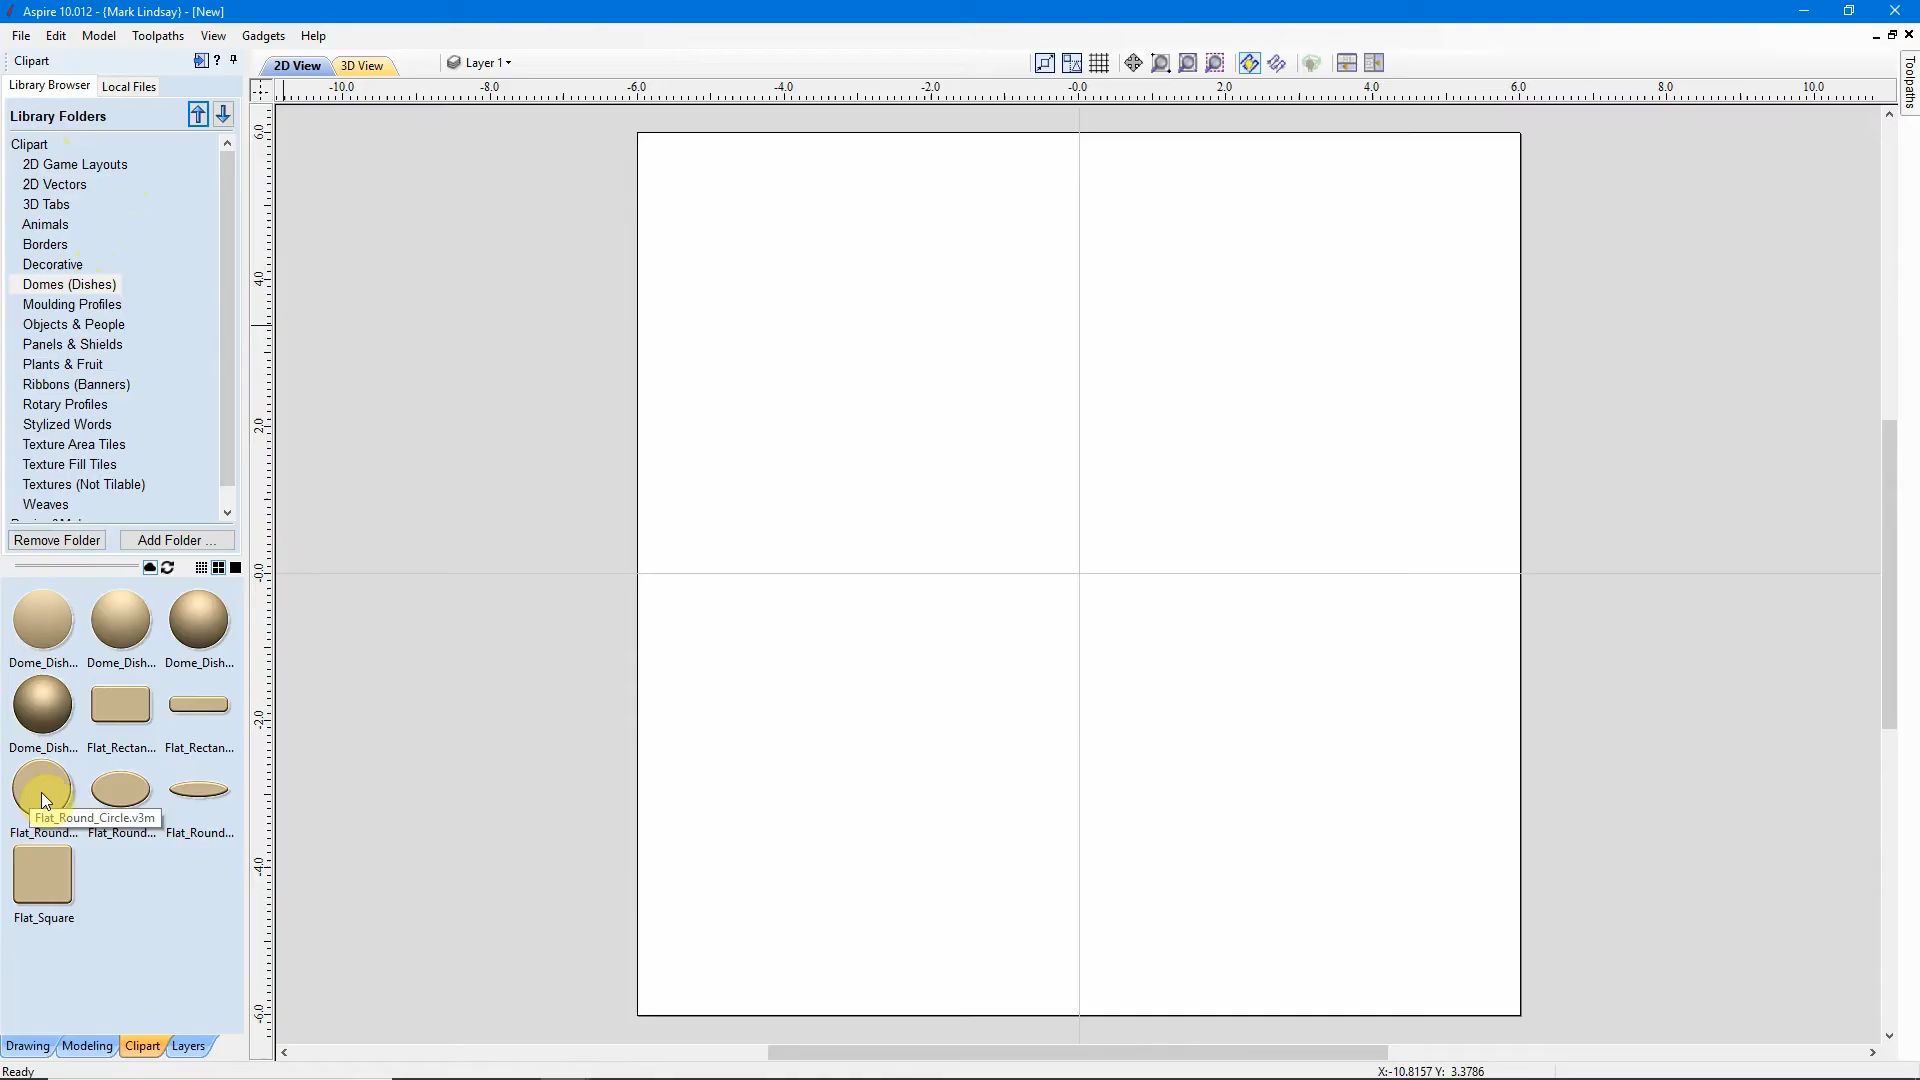 Aspire 10.012 - {Mark Lindsay} - [New]
File Edit Model Toolpaths View Gadgets Help
Clipart ?
2D View 3D View Layer 1
Library Browser Local Files
Toolpaths
-10.0 -8.0 -6.0 -4.0 -2.0 -0.0 2.0 4.0 6.0 8.0 10.0
Library Folders
6.0
4.0
2.0
-0.0
-2.0
-4.0
-6.0
Clipart
2D Game Layouts
2D Vectors
3D Tabs
Animals
Borders
Decorative
Domes (Dishes)
Moulding Profiles
Objects & People
Panels & Shields
Plants & Fruit
Ribbons (Banners)
Rotary Profiles
Stylized Words
Texture Area Tiles
Texture Fill Tiles
Textures (Not Tilable)
Weaves
Remove Folder Add Folder ...
Dome_Dish... Dome_Dish... Dome_Dish...
Dome_Dish... Flat_Rectan... Flat_Rectan...
Flat_Round_Circle.v3m
Flat_Round... Flat_Round... Flat_Round...
Flat_Square
Drawing Modeling Clipart Layers
Ready X:-10.8157 Y: 3.3786